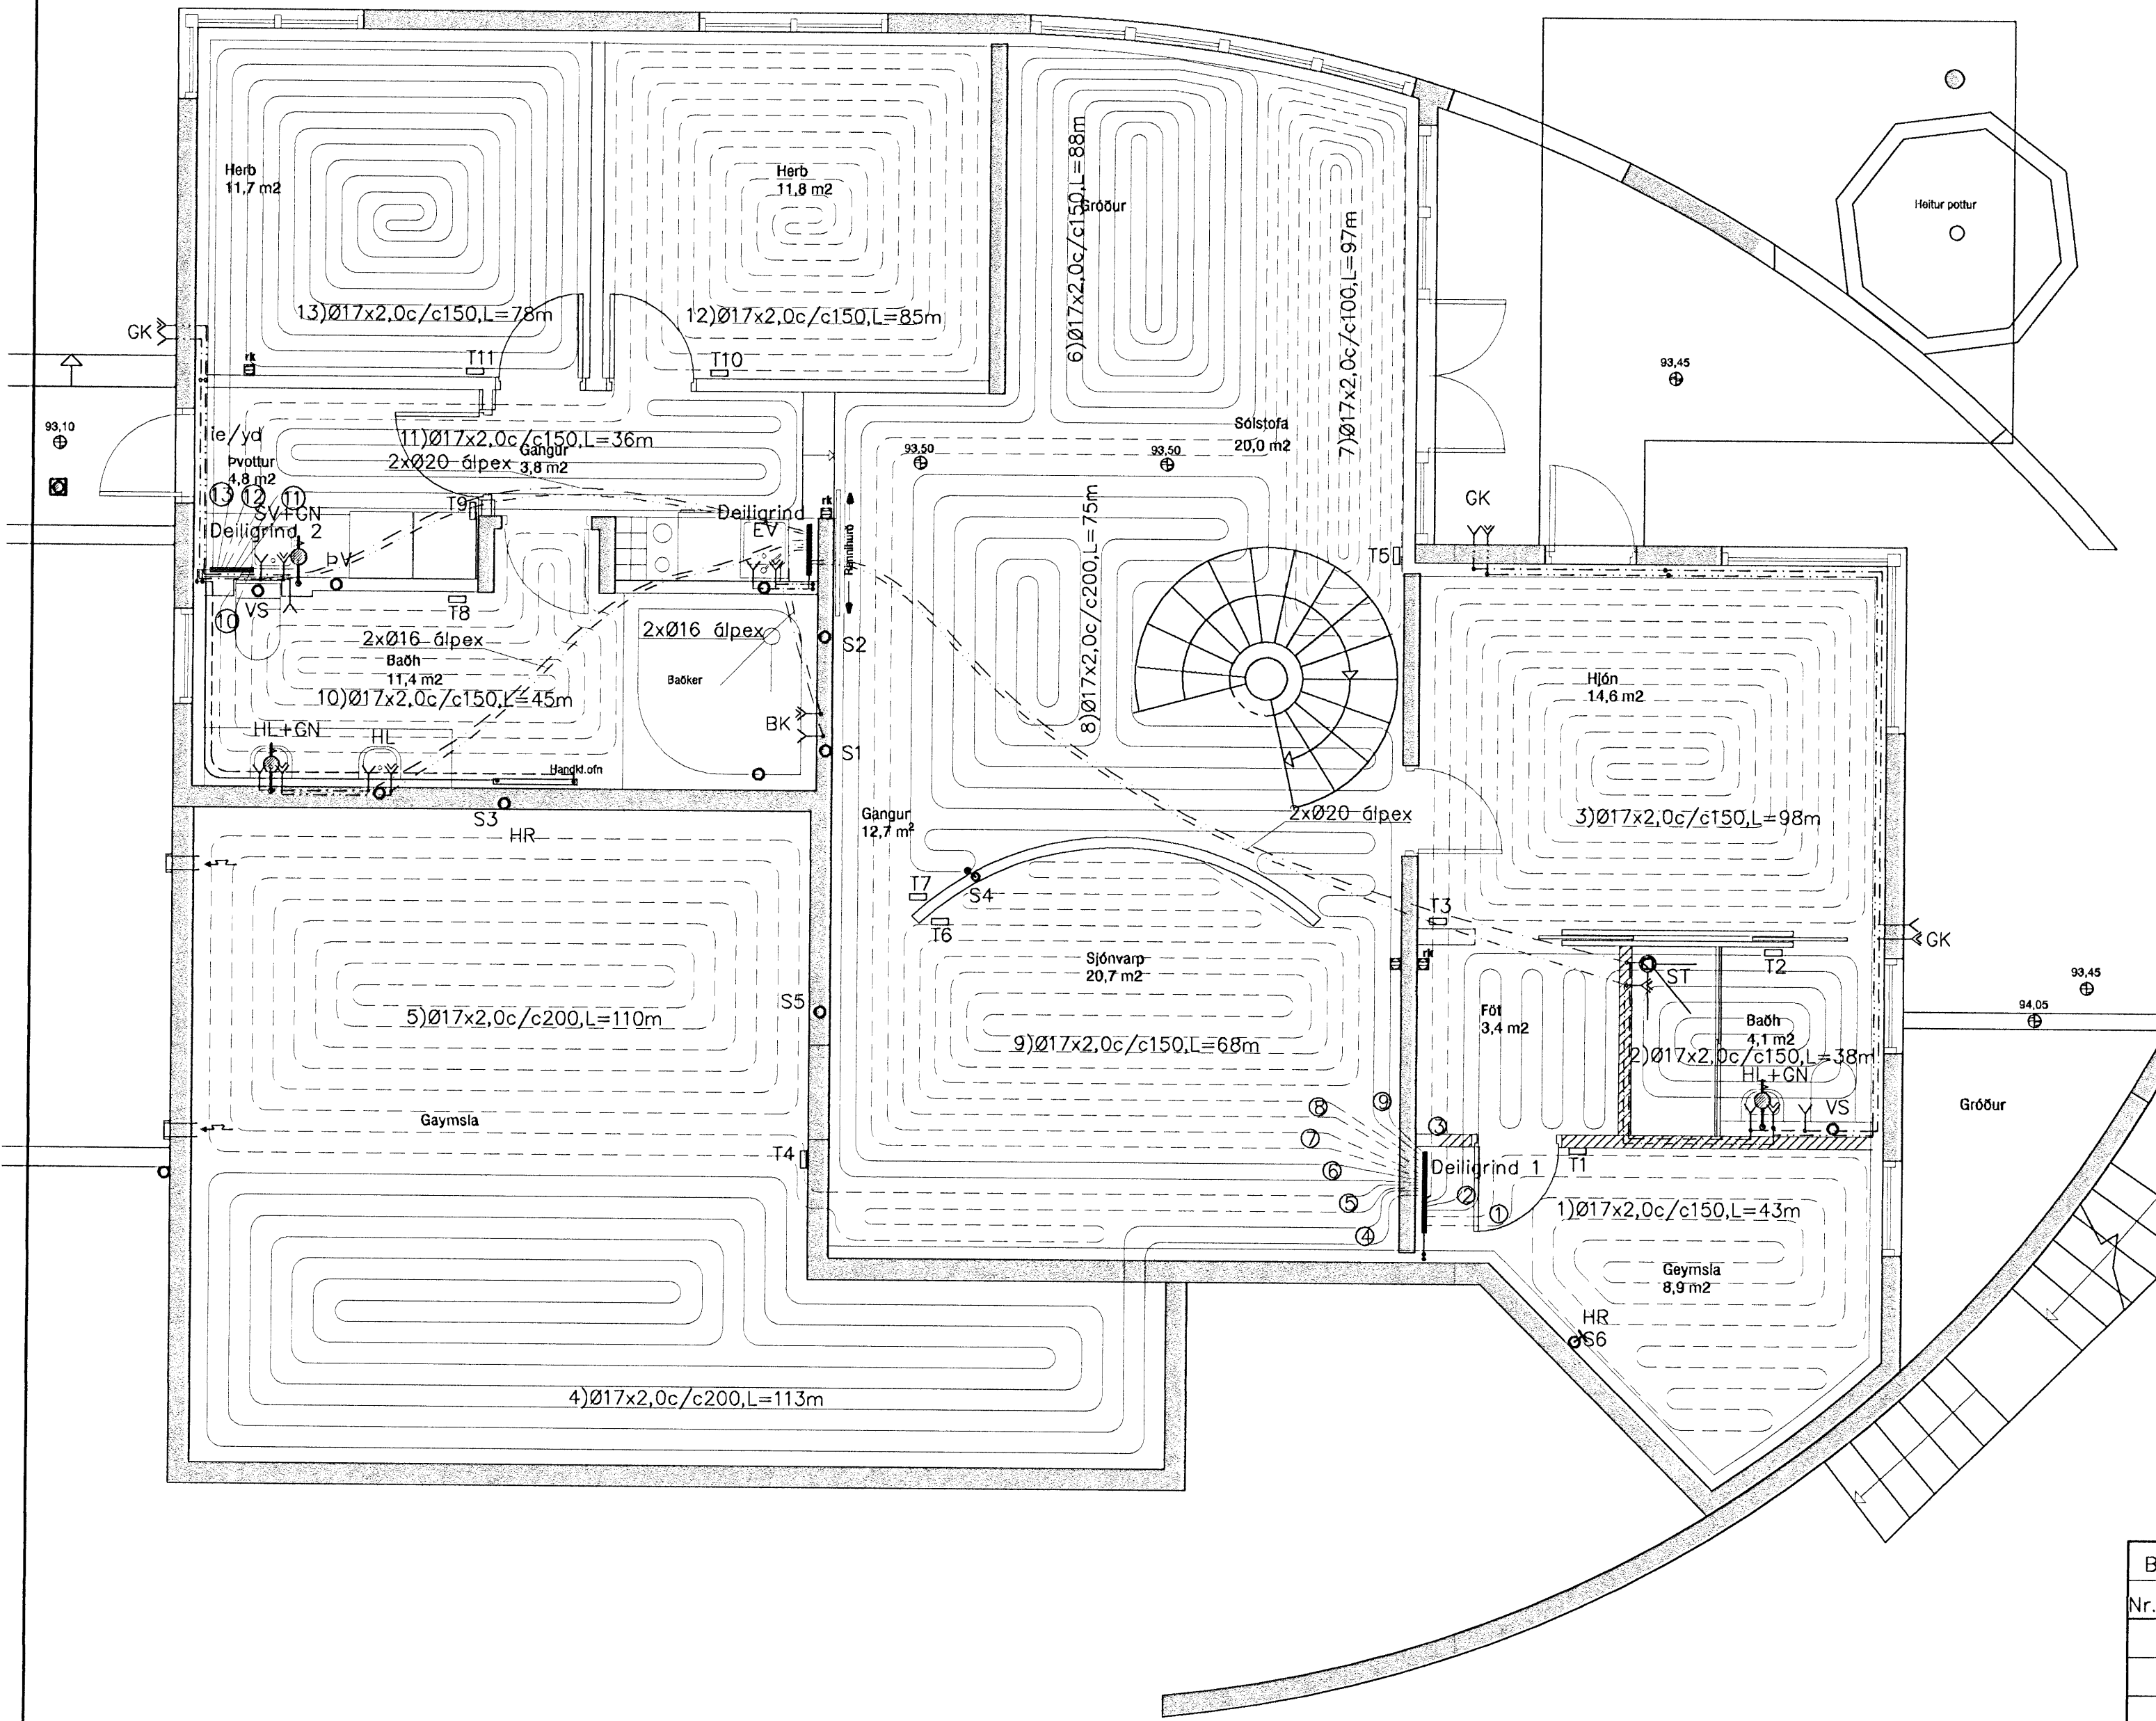 Herb
11,7 m2
Herb
11,8 m2
6)Ø17x2,0c/c150,L=88m
Gróður
7)Ø17x2,0c/c100,L=97m
Heitur pottur
13)Ø17x2,0c/c150,L=78m
12)Ø17x2,0c/c150,L=85m
GK
rk
T11
T10
93,45
93,10
11)Ø17x2,0c/c150,L=36m
Gangur
3,8 m2
2xØ20 álpex
Þvottur
4,8 m2
Sólstofa
20,0 m2
93,50
93,50
13
12
11
SV+GN
Deiligrind 2
T9
Deiligrind
EV
rk
Rennihurð
8)Ø17x2,0c/c200,L=75m
GK
T5
ÞV
VS
T8
10
2xØ16 álpex
Baðh
11,4 m2
10)Ø17x2,0c/c150,L=45m
2xØ16 álpex
Baðker
S2
BK
S1
Hjón
14,6 m2
HL+GN
HL
Handkl.ofn
S3
HR
Gangur
12,7 m²
2xØ20 álpex
3)Ø17x2,0c/c150,L=98m
T7
S4
T6
T3
GK
rk
T2
ST
Sjónvarp
20,7 m2
93,45
94,05
S5
5)Ø17x2,0c/c200,L=110m
9)Ø17x2,0c/c150,L=68m
Föt
3,4 m2
Baðh
4,1 m2
2)Ø17x2,0c/c150,L=38m
HL+GN
VS
Gróður
Gaymsla
8
9
7
3
T4
6
Deiligrind 1
T1
5
2
1
4
1)Ø17x2,0c/c150,L=43m
Geymsla
8,9 m2
HR
S6
4)Ø17x2,0c/c200,L=113m
B
Nr.